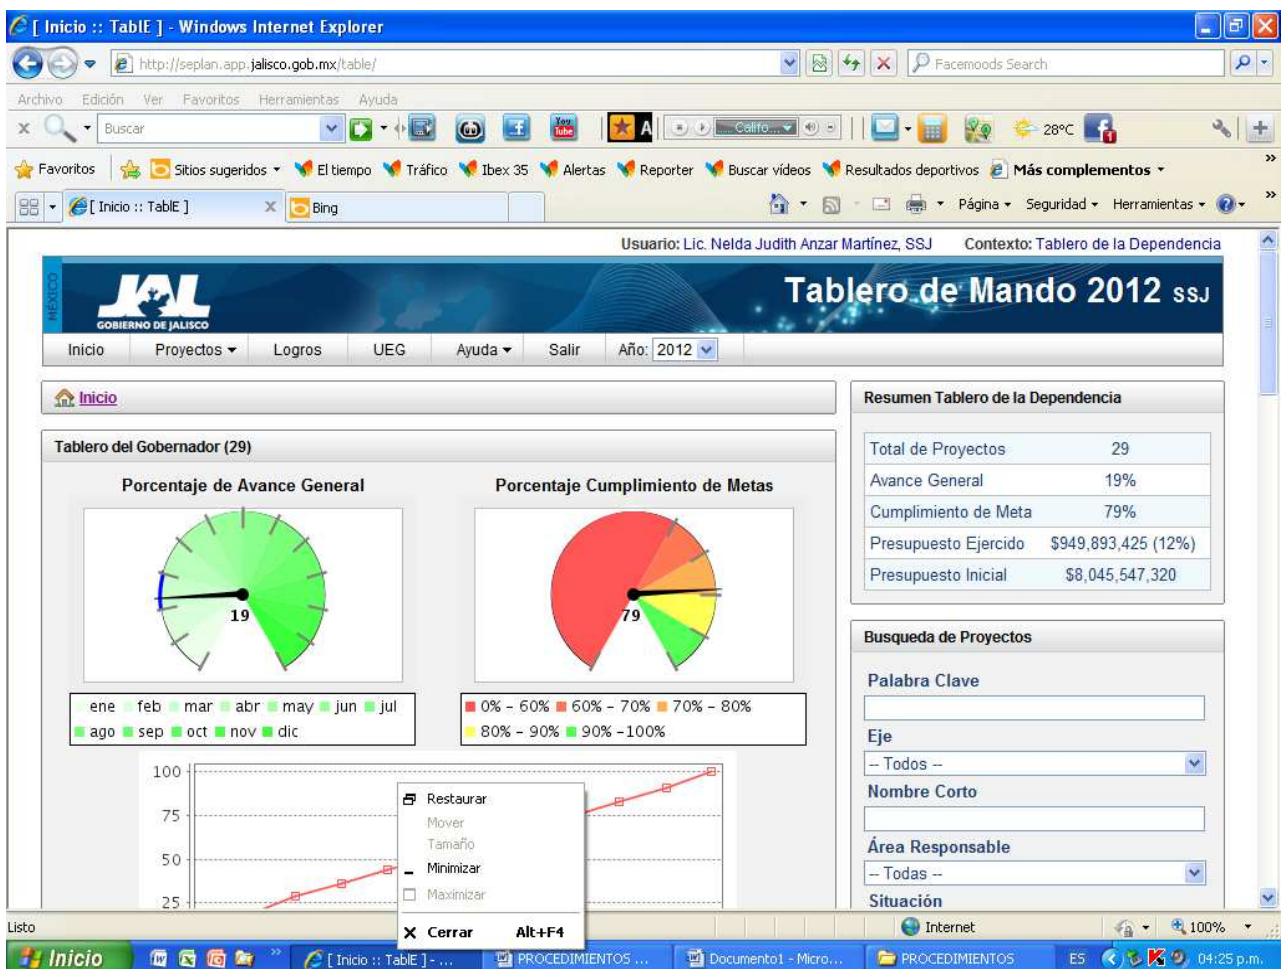 [ Inicio :: TablE ] - Windows Internet Explorer
http://seplan.app.jalisco.gob.mx/table/
Facemoods Search
Archivo Edición Ver Favoritos Herramientas Ayuda
x Buscar You Tube A Califo... 28°C
Favoritos Sitios sugeridos El tiempo Tráfico Ibex 35 Alertas Reporter Buscar vídeos Resultados deportivos Más complementos
[ Inicio :: TablE ] X Bing Página Seguridad Herramientas
Usuario: Lic. Nelda Judith Anzar Martínez, SSJ Contexto: Tablero de la Dependencia
MÉXICO
JAL
GOBIERNO DE JALISCO
Tablero de Mando 2012 SSJ
Inicio Proyectos Logros UEG Ayuda Salir Año: 2012
Inicio
Tablero del Gobernador (29)
Porcentaje de Avance General
19
ene feb mar abr may jun jul
ago sep oct nov dic
Porcentaje Cumplimiento de Metas
79
0% - 60% 60% - 70% 70% - 80%
80% - 90% 90% -100%
100
75
50
25
Restaurar
Mover
Tamaño
Minimizar
Maximizar
Cerrar Alt+F4
Resumen Tablero de la Dependencia
Total de Proyectos 29
Avance General 19%
Cumplimiento de Meta 79%
Presupuesto Ejercido $949,893,425 (12%)
Presupuesto Inicial $8,045,547,320
Busqueda de Proyectos
Palabra Clave
Eje
-- Todos --
Nombre Corto
Área Responsable
-- Todas --
Situación
Listo Internet 100%
Inicio [ Inicio :: TablE ] - ... PROCEDIMIENTOS ... Documento1 - Micro... PROCEDIMIENTOS ES 04:25 p.m.